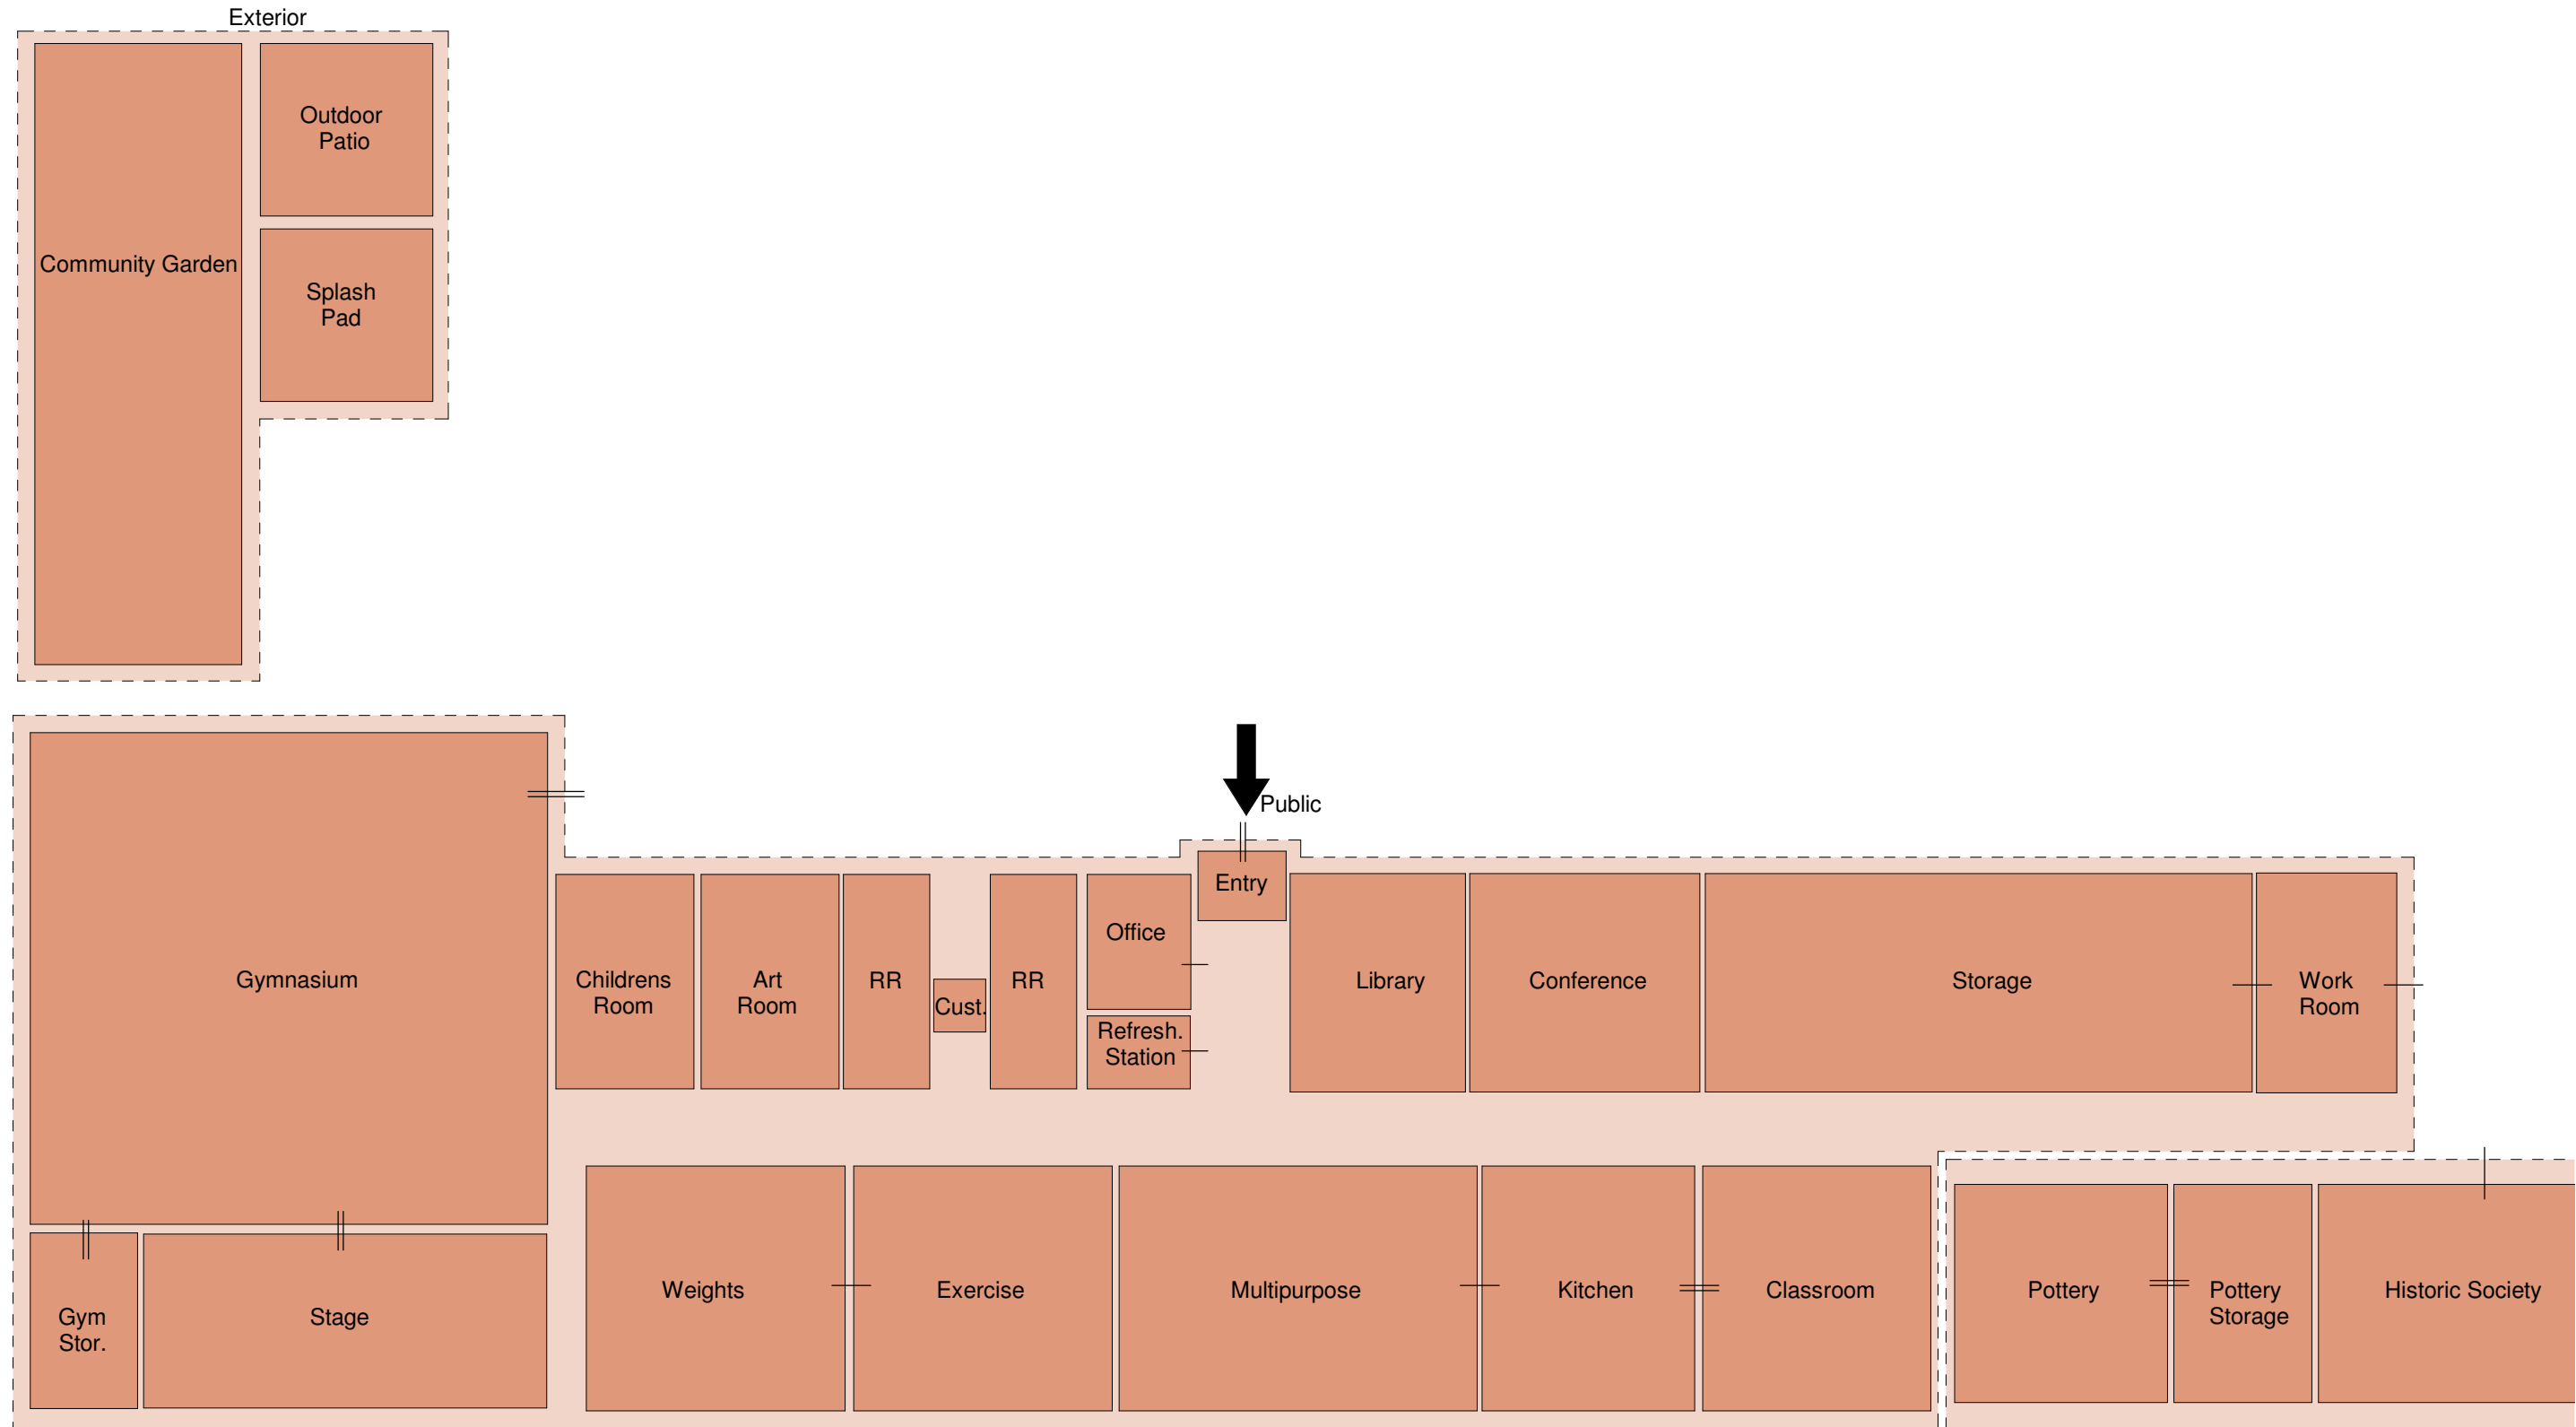 Exterior
Outdoor
Patio
Community Garden
Splash
Pad
Public
Entry
Office
Gymnasium
Childrens
Room
Art
Room
RR
Cust.
RR
Refresh.
Station
Library
Conference
Storage
Work
Room
Gym
Stor.
Stage
Weights
Exercise
Multipurpose
Kitchen
Classroom
Pottery
Pottery
Storage
Historic Society